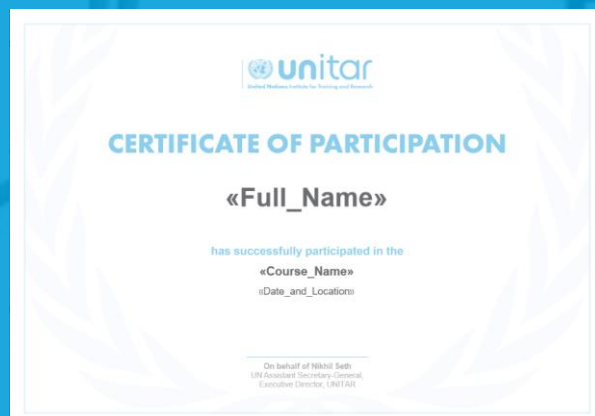 unitar
United Nations Institute for Training and Research
CERTIFICATE OF PARTICIPATION
«Full_Name»
has successfully participated in the
«Course_Name»
«Date_and_Location»
On behalf of Nikhil Seth
UN Assistant Secretary-General,
Executive Director, UNITAR